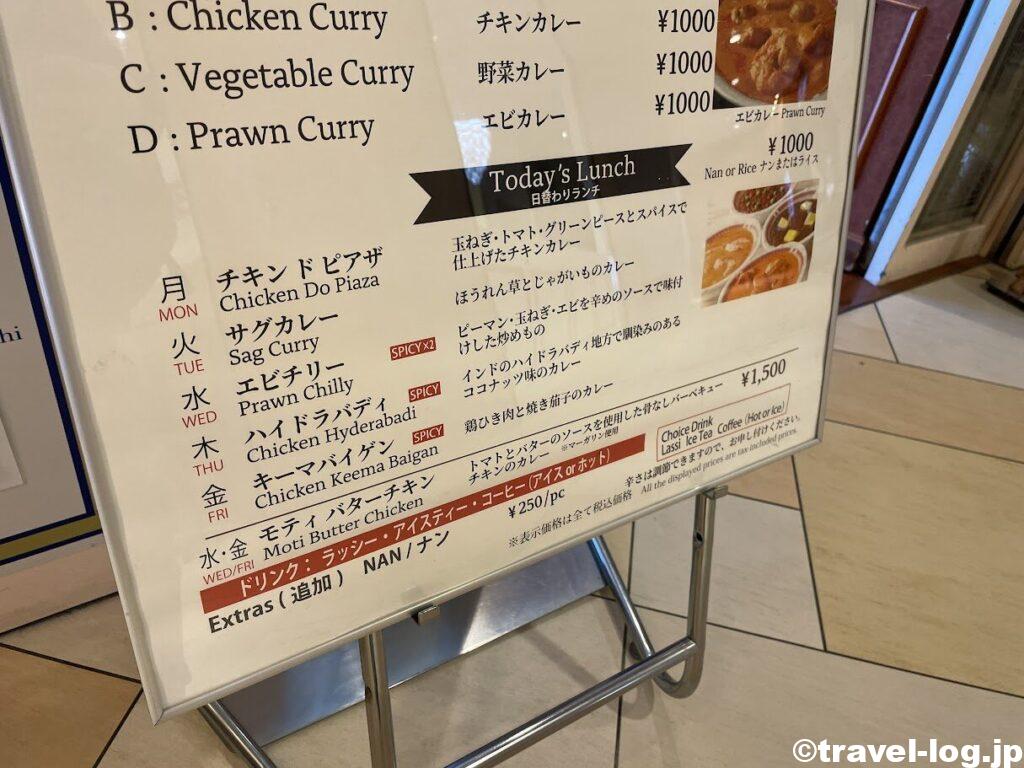 B : Chicken Curry チキンカレー ¥1000
C : Vegetable Curry 野菜カレー ¥1000
D : Prawn Curry エビカレー ¥1000
エビカレー Prawn Curry
¥1000
Nan or Rice ナンまたはライス
Today's Lunch
日替わりランチ
月 チキン ド ピアザ 玉ねぎ・トマト・グリーンピースとスパイスで
MON Chicken Do Piaza 仕上げたチキンカレー
火 サグカレー ほうれん草とじゃがいものカレー
TUE Sag Curry
水 エビチリー ピーマン・玉ねぎ・エビを辛めのソースで味付
WED Prawn Chilly SPICY×2 けした炒めもの
木 ハイドラバディ インドのハイドラバディ地方で馴染みのある
THU Chicken Hyderabadi SPICY ココナッツ味のカレー
金 キーマバイゲン 鶏ひき肉と焼き茄子のカレー
FRI Chicken Keema Baigan SPICY
水・金 モティ バターチキン トマトとバターのソースを使用した骨なしバーベキュー ¥1,500
WED/FRI Moti Butter Chicken チキンのカレー ※マーガリン使用
ドリンク： ラッシー・アイスティー・コーヒー（アイス or ホット）
Choice Drink
Lassi Ice Tea Coffee (Hot or Ice)
Extras ( 追加 ) NAN / ナン ¥250/pc
辛さは調節できますので、お申し付けください。
※表示価格は全て税込価格 All the displayed prices are tax included prices.
hi
©travel-log.jp